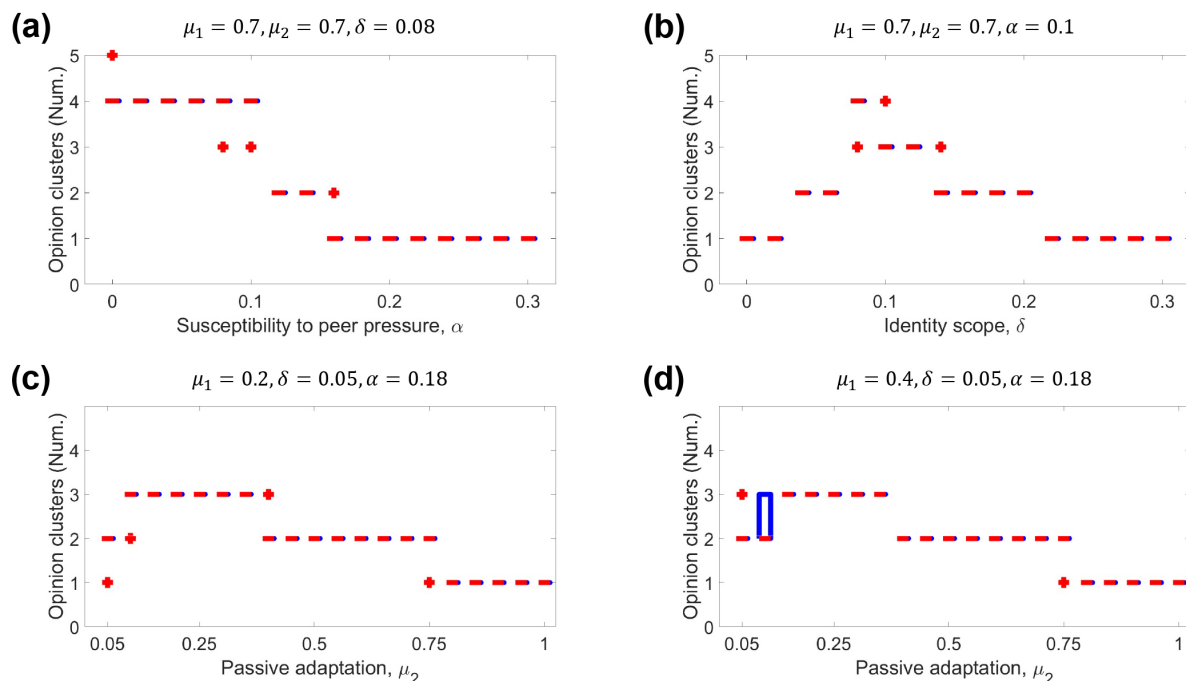 (a)
μ₁ = 0.7, μ₂ = 0.7, δ = 0.08
5
4
3
2
1
0
Opinion clusters (Num.)
0
0.1
0.2
0.3
Susceptibility to peer pressure, α
(b)
μ₁ = 0.7, μ₂ = 0.7, α = 0.1
5
4
3
2
1
0
Opinion clusters (Num.)
0
0.1
0.2
0.3
Identity scope, δ
(c)
μ₁ = 0.2, δ = 0.05, α = 0.18
4
3
2
1
0
Opinion clusters (Num.)
0.05
0.25
0.5
0.75
1
Passive adaptation, μ₂
(d)
μ₁ = 0.4, δ = 0.05, α = 0.18
4
3
2
1
0
Opinion clusters (Num.)
0.05
0.25
0.5
0.75
1
Passive adaptation, μ₂